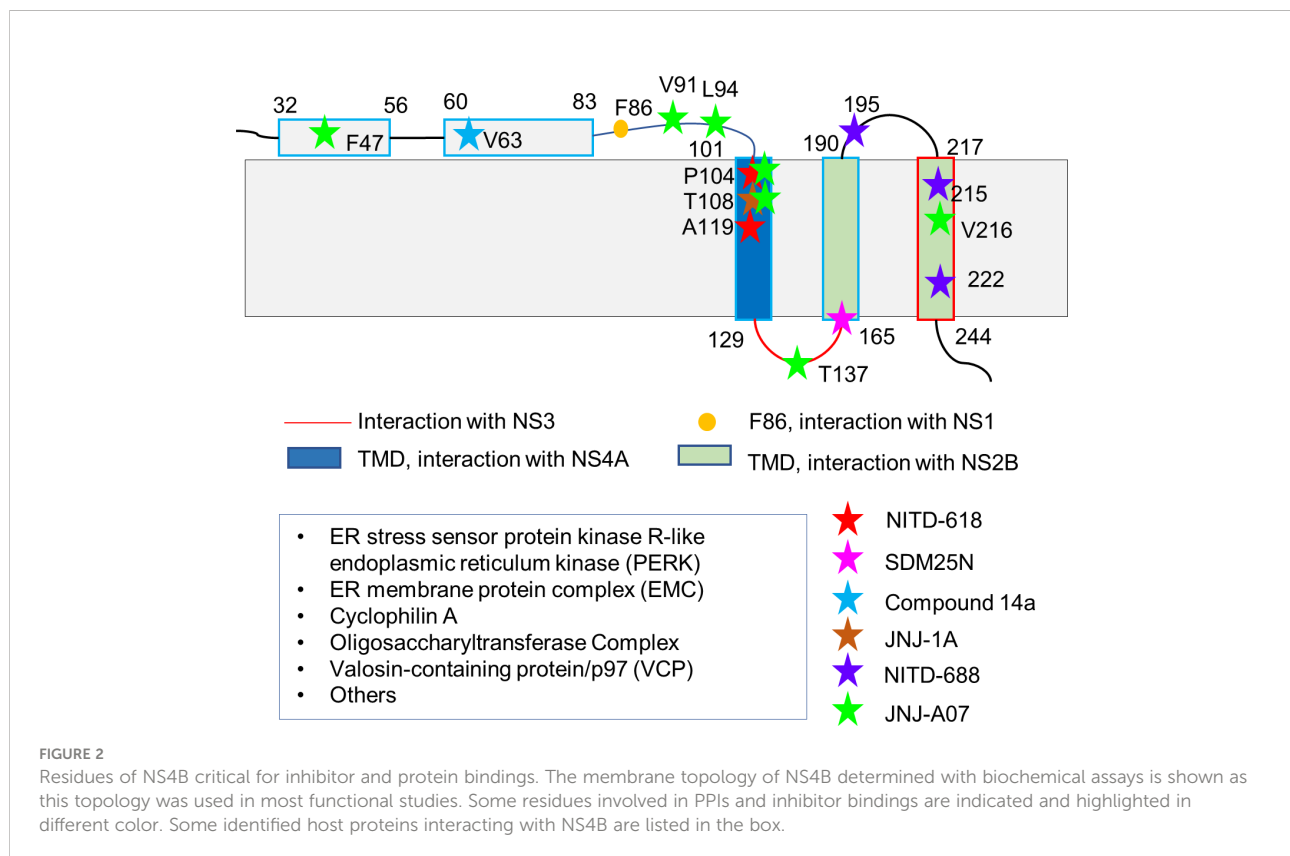 32
56
60
83
F86
V91
L94
195
F47
V63
101
190
217
P104
T108
A119
215
V216
222
129
165
244
T137
Interaction with NS3
F86, interaction with NS1
TMD, interaction with NS4A
TMD, interaction with NS2B
• ER stress sensor protein kinase R-like
endoplasmic reticulum kinase (PERK)
• ER membrane protein complex (EMC)
• Cyclophilin A
• Oligosaccharyltransferase Complex
• Valosin-containing protein/p97 (VCP)
• Others
NITD-618
SDM25N
Compound 14a
JNJ-1A
NITD-688
JNJ-A07
FIGURE 2
Residues of NS4B critical for inhibitor and protein bindings. The membrane topology of NS4B determined with biochemical assays is shown as
this topology was used in most functional studies. Some residues involved in PPIs and inhibitor bindings are indicated and highlighted in
different color. Some identified host proteins interacting with NS4B are listed in the box.